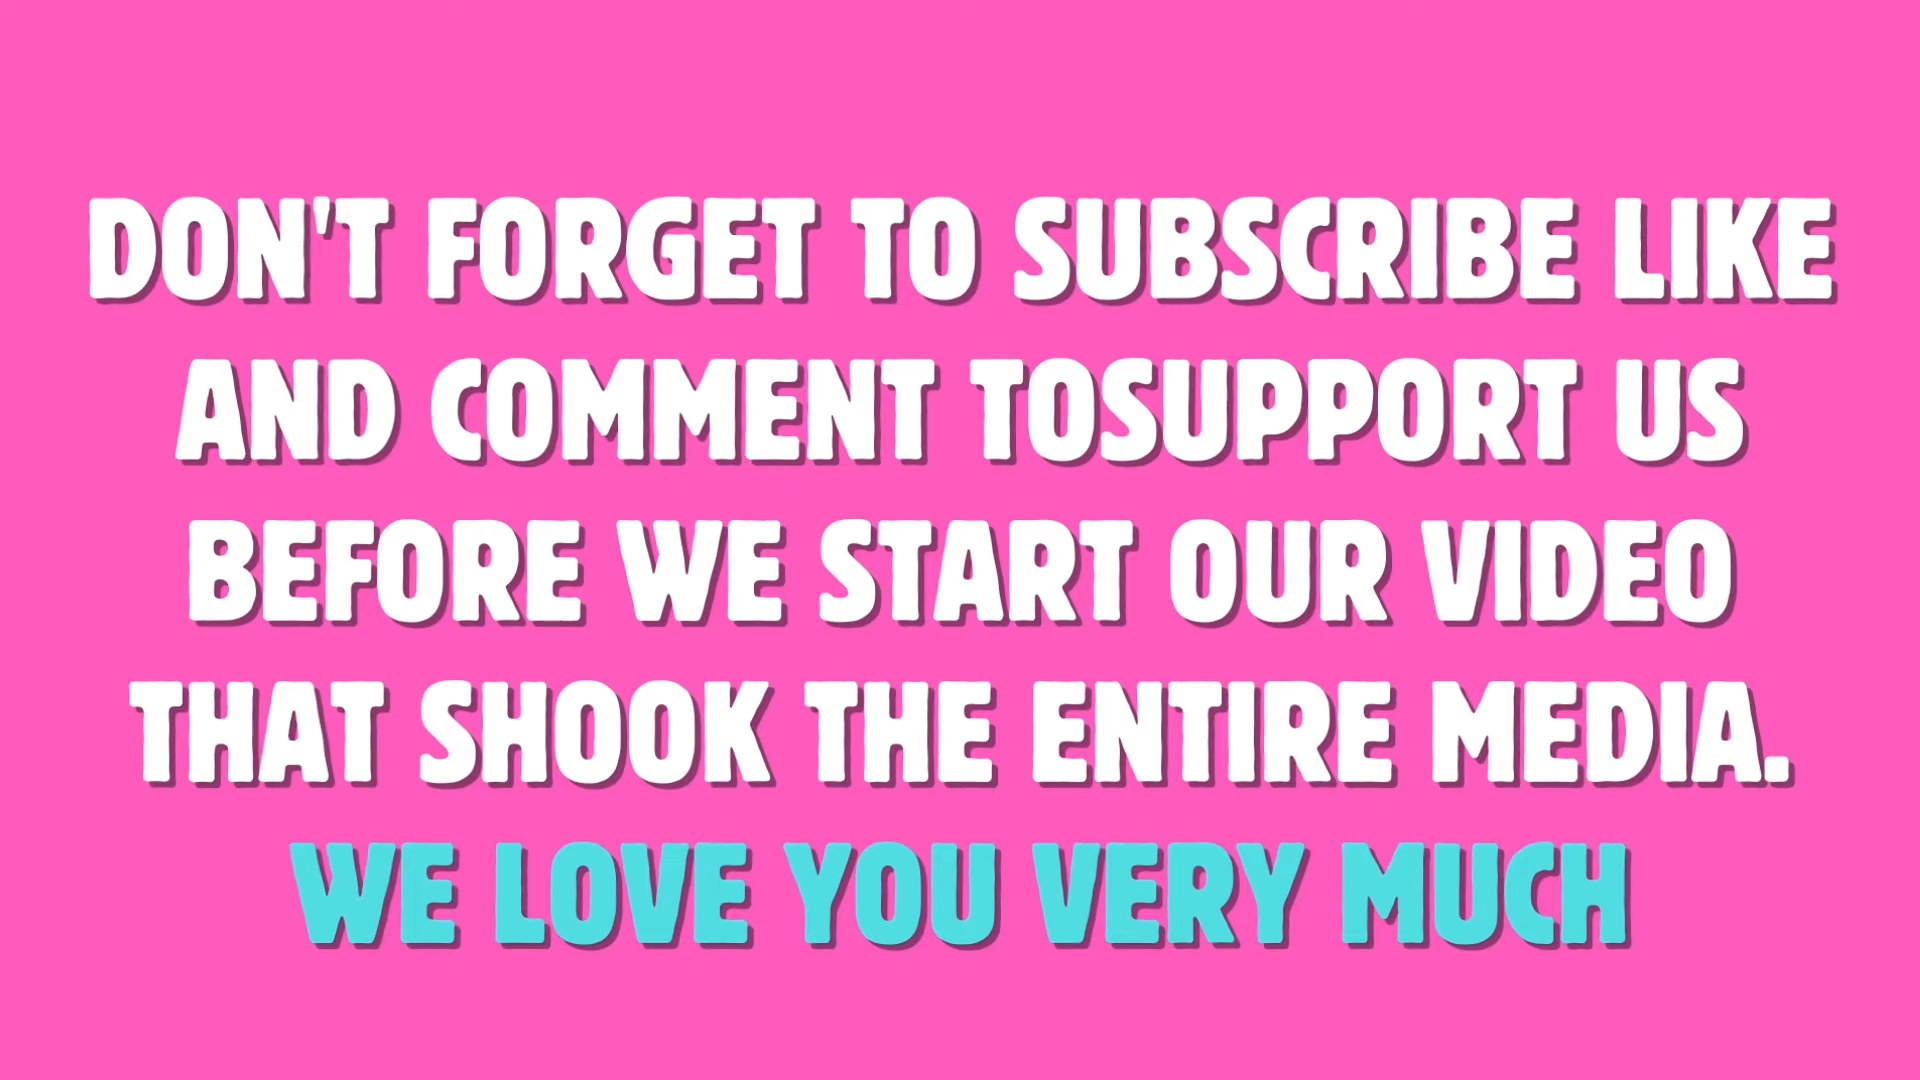 DON'T FORGET TO SUBSCRIBE LIKE
AND COMMENT TOSUPPORT US
BEFORE WE START OUR VIDEO
THAT SHOOK THE ENTIRE MEDIA.
WE LOVE YOU VERY MUCH